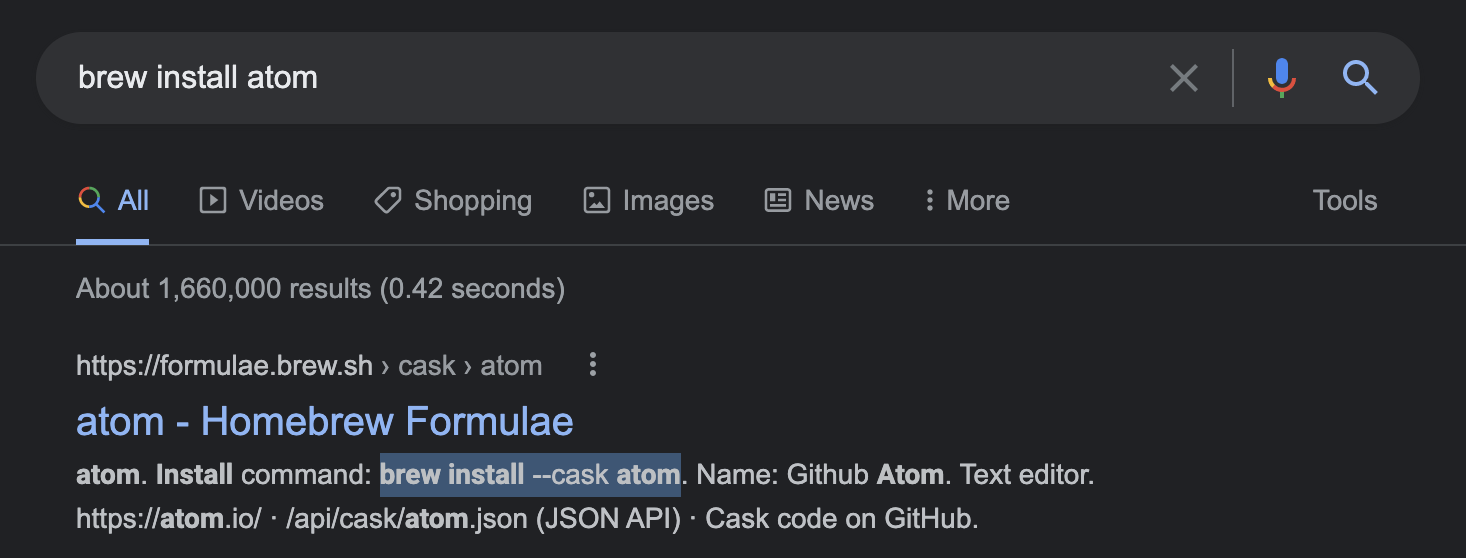 brew install atom
All Videos Shopping Images News More Tools
About 1,660,000 results (0.42 seconds)
https://formulae.brew.sh › cask › atom
atom - Homebrew Formulae
atom. Install command: brew install --cask atom. Name: Github Atom. Text editor.
https://atom.io/ · /api/cask/atom.json (JSON API) · Cask code on GitHub.